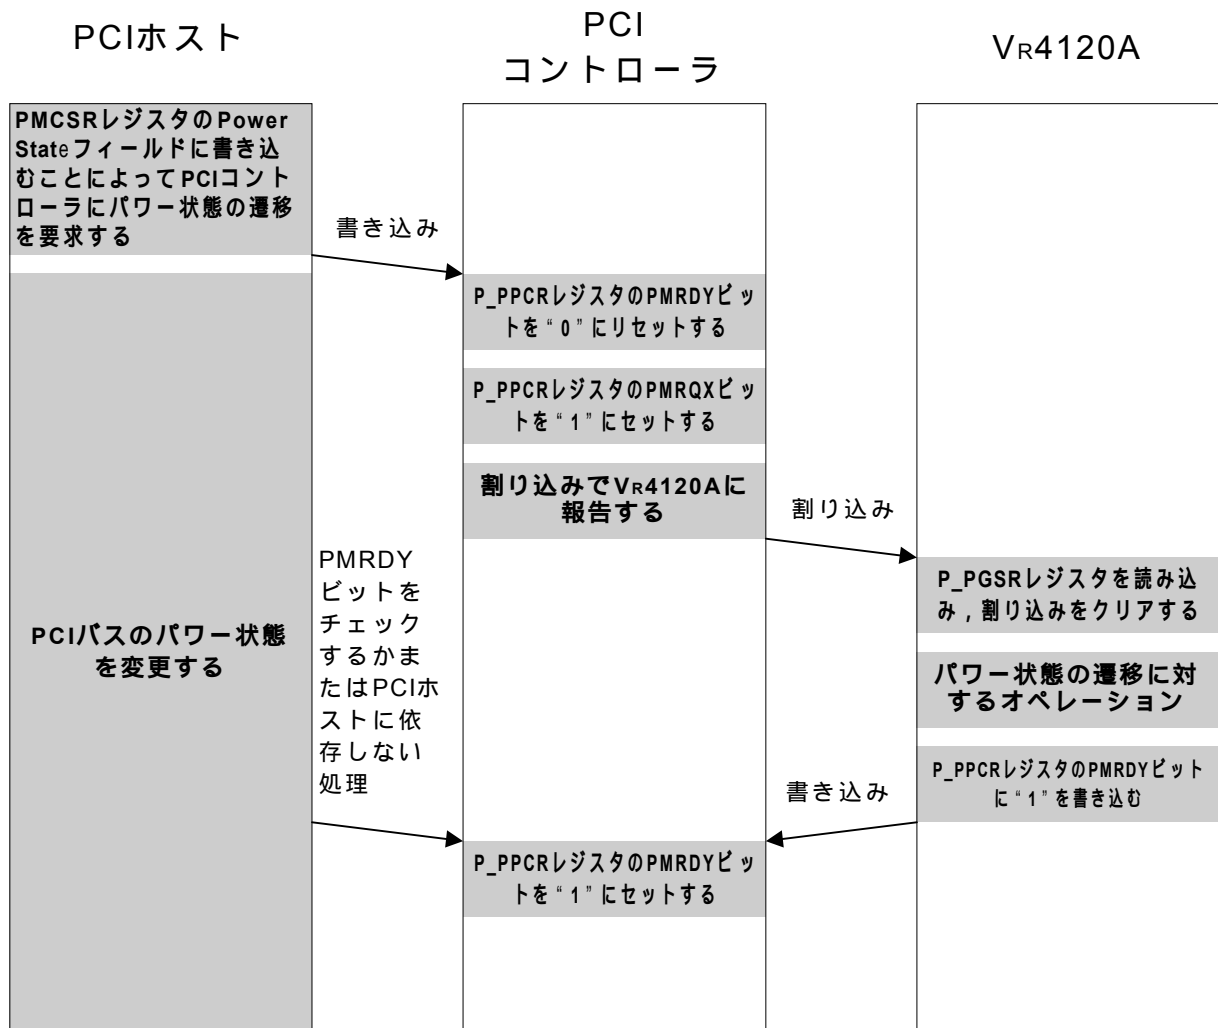 PCIホスト
PCI
コントローラ
VR4120A
PMCSRレジスタのPower
Stateフィールドに書き込
むことによってPCIコント
ローラにパワー状態の遷移
を要求する
書き込み
P_PPCRレジスタのPMRDYビッ
トを“0”にリセットする
P_PPCRレジスタのPMRQXビッ
トを“1”にセットする
割り込みでVR4120Aに
報告する
割り込み
P_PGSRレジスタを読み込
み，割り込みをクリアする
PCIバスのパワー状態
を変更する
PMRDY
ビットを
チェック
するかま
たはPCIホ
ストに依
存しない
処理
パワー状態の遷移に対
するオペレーション
P_PPCRレジスタのPMRDYビット
に“1”を書き込む
書き込み
P_PPCRレジスタのPMRDYビッ
トを“1”にセットする